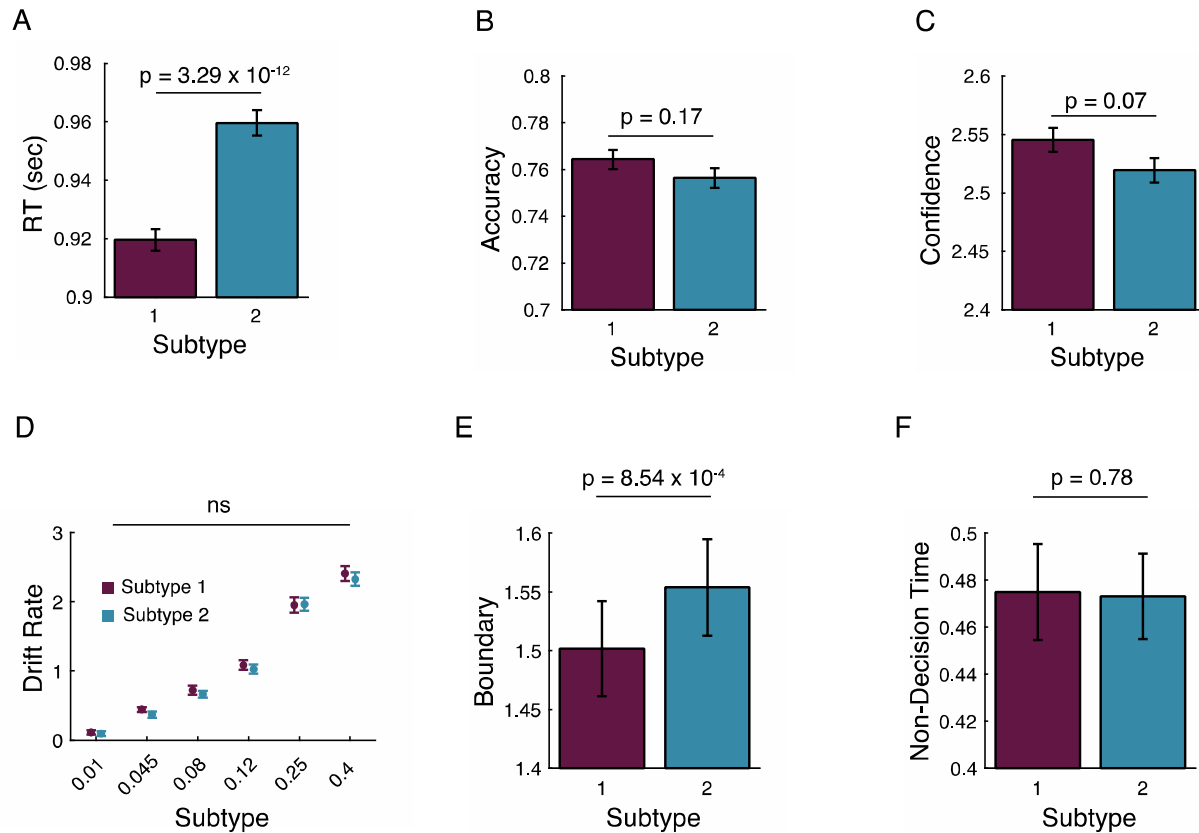 A
p = 3.29 x 10⁻¹²
0.98
0.96
0.94
0.92
0.9
RT (sec)
1
2
Subtype
B
p = 0.17
0.8
0.78
0.76
0.74
0.72
0.7
Accuracy
1
2
Subtype
C
p = 0.07
2.6
2.55
2.5
2.45
2.4
Confidence
1
2
Subtype
D
ns
3
2
1
0
Drift Rate
Subtype 1
Subtype 2
0.01
0.045
0.08
0.12
0.25
0.4
Subtype
E
p = 8.54 x 10⁻⁴
1.6
1.55
1.5
1.45
1.4
Boundary
1
2
Subtype
F
p = 0.78
0.5
0.48
0.46
0.44
0.42
0.4
Non-Decision Time
1
2
Subtype